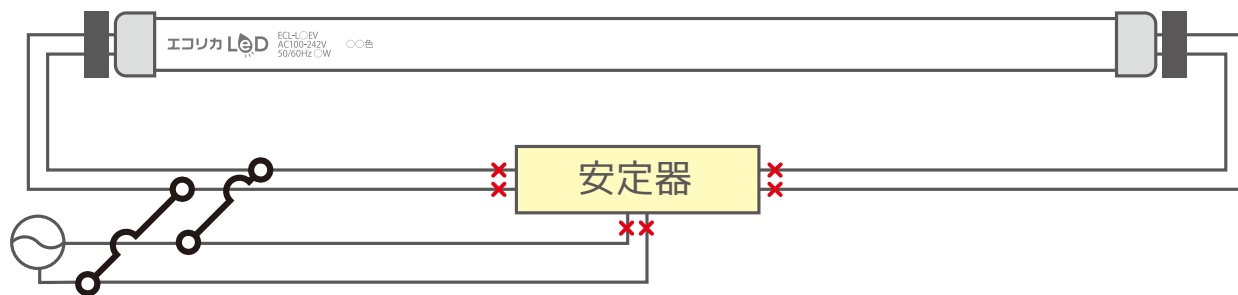 エコリカ LeD
ECL-L○EV
AC100-242V
50/60Hz ○W
○○色
安定器